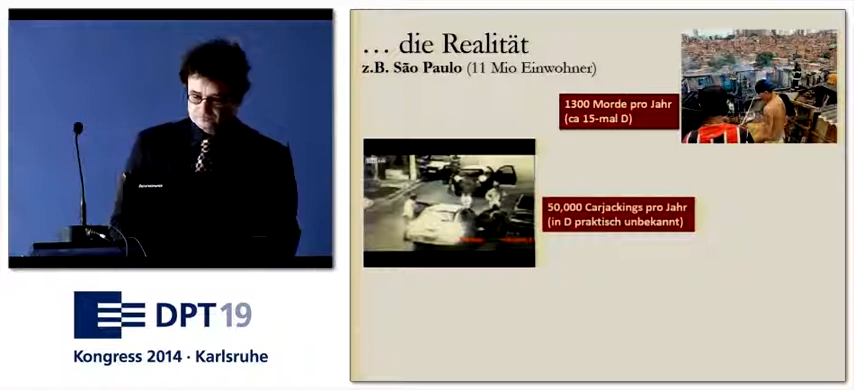 … die Realität
z.B. São Paulo (11 Mio Einwohner)
1300 Morde pro Jahr
(ca 15-mal D)
50,000 Carjackings pro Jahr
(in D praktisch unbekannt)
DPT 19
Kongress 2014 · Karlsruhe